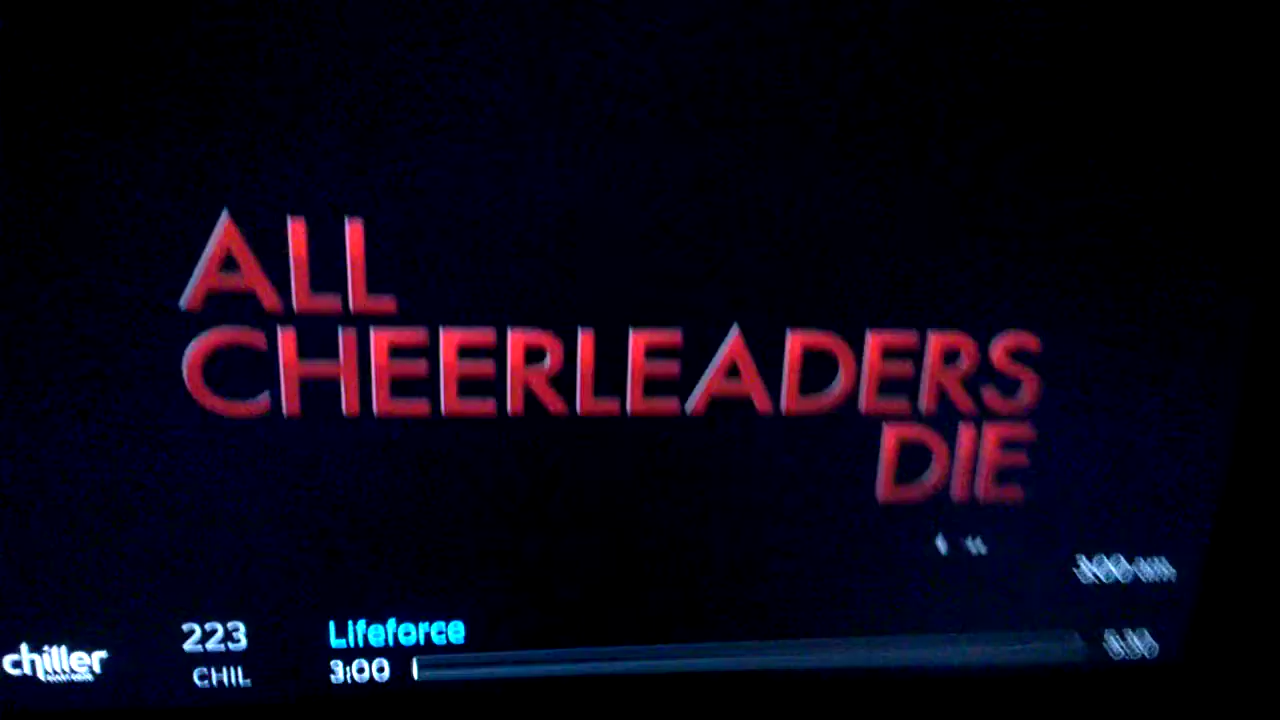 ALL
CHEERLEADERS
DIE
chiller
223
CHIL
Lifeforce
3:00